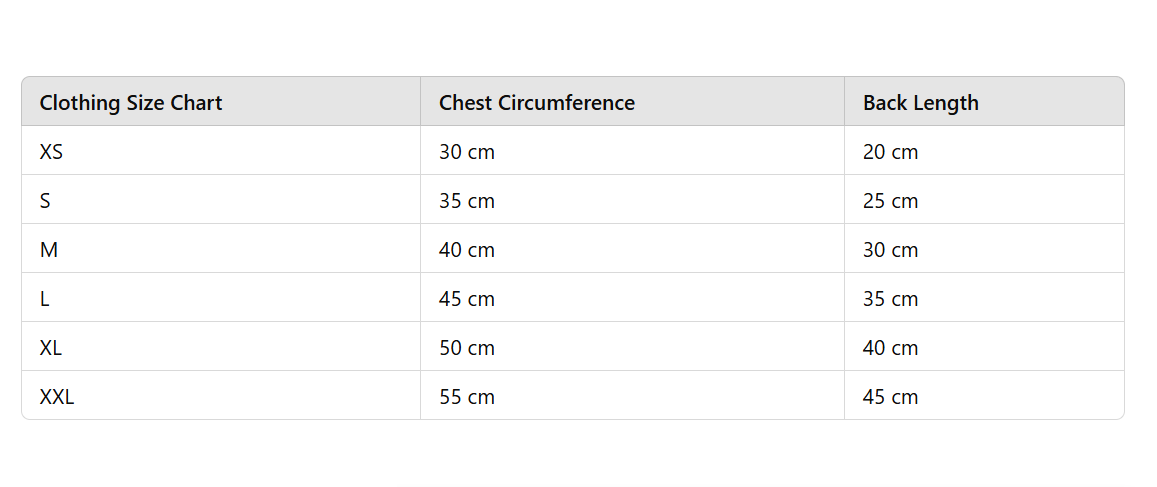 Clothing Size Chart Chest Circumference Back Length
XS 30 cm 20 cm
S 35 cm 25 cm
M 40 cm 30 cm
L 45 cm 35 cm
XL 50 cm 40 cm
XXL 55 cm 45 cm